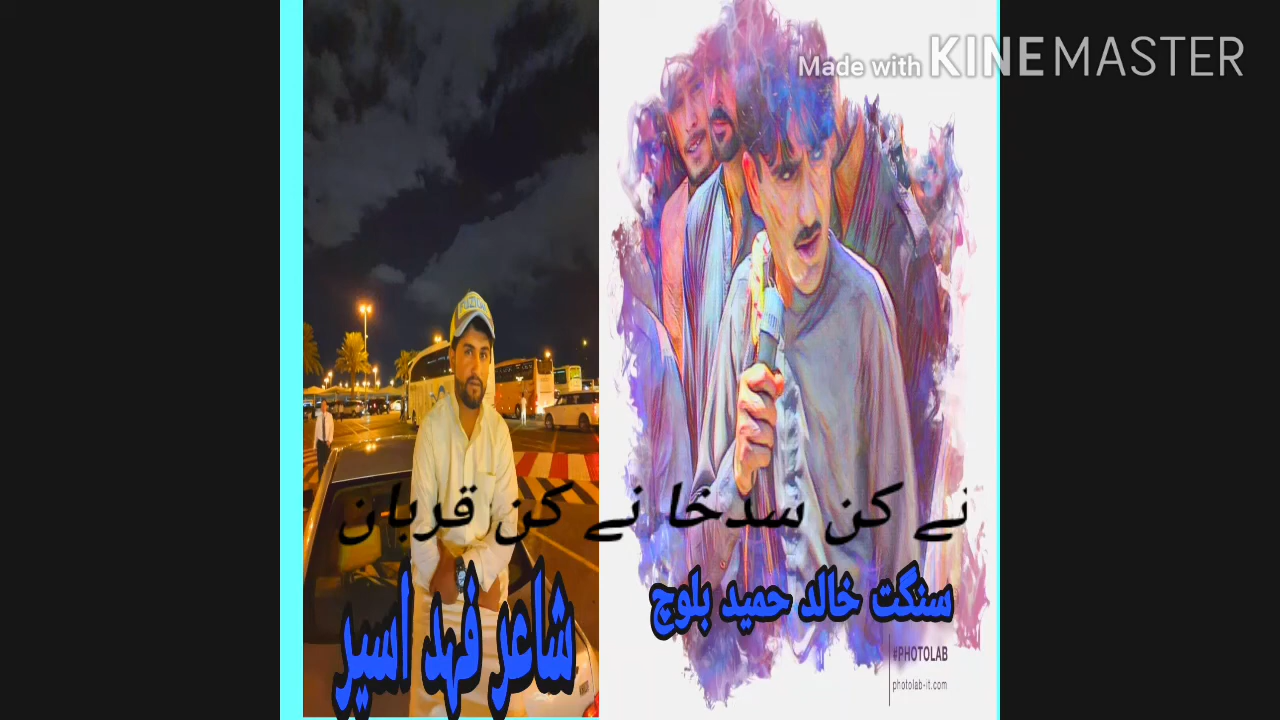 Made with KINEMASTER
نے کن سدخا نے کن قربان
سنگت خالد حمید بلوچ
شاعر فہد اسیر
#PHOTOLAB
photolab-it.com